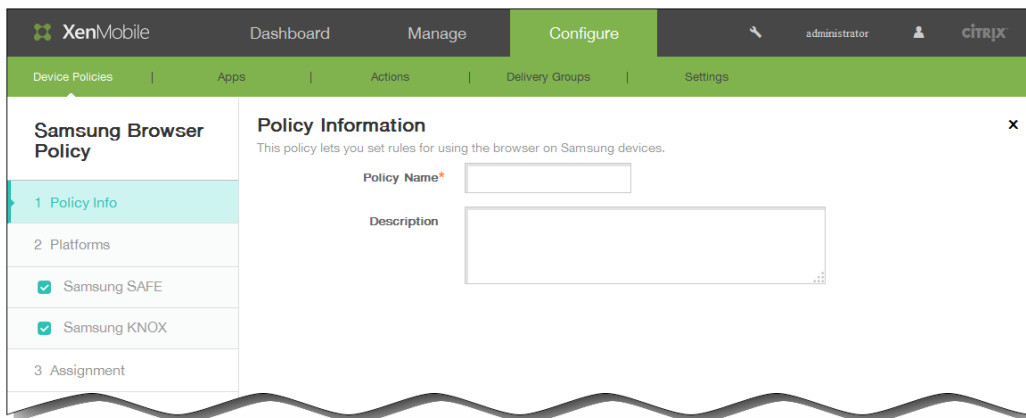 XenMobile Dashboard Manage Configure administrator CİTRIX
Device Policies | Apps | Actions | Delivery Groups | Settings
Samsung Browser
Policy
1 Policy Info
2 Platforms
Samsung SAFE
Samsung KNOX
3 Assignment
Policy Information
x
This policy lets you set rules for using the browser on Samsung devices.
Policy Name*
Description